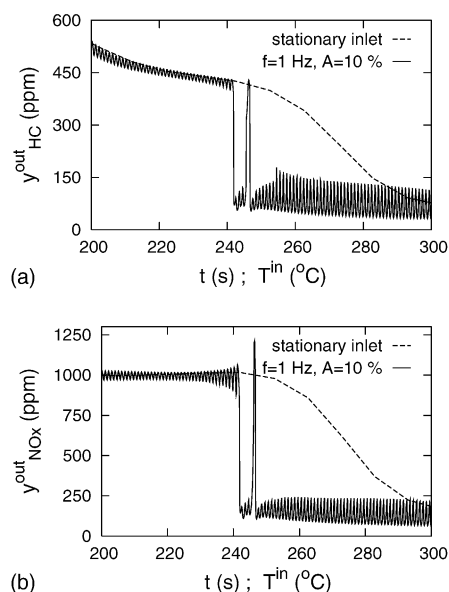 600
450
300
150
0
y^out_HC (ppm)
stationary inlet
f=1 Hz, A=10 %
200 220 240 260 280 300
(a)
t (s) ; T^in (°C)
1250
1000
750
500
250
0
y^out_NOx (ppm)
stationary inlet
f=1 Hz, A=10 %
200 220 240 260 280 300
(b)
t (s) ; T^in (°C)